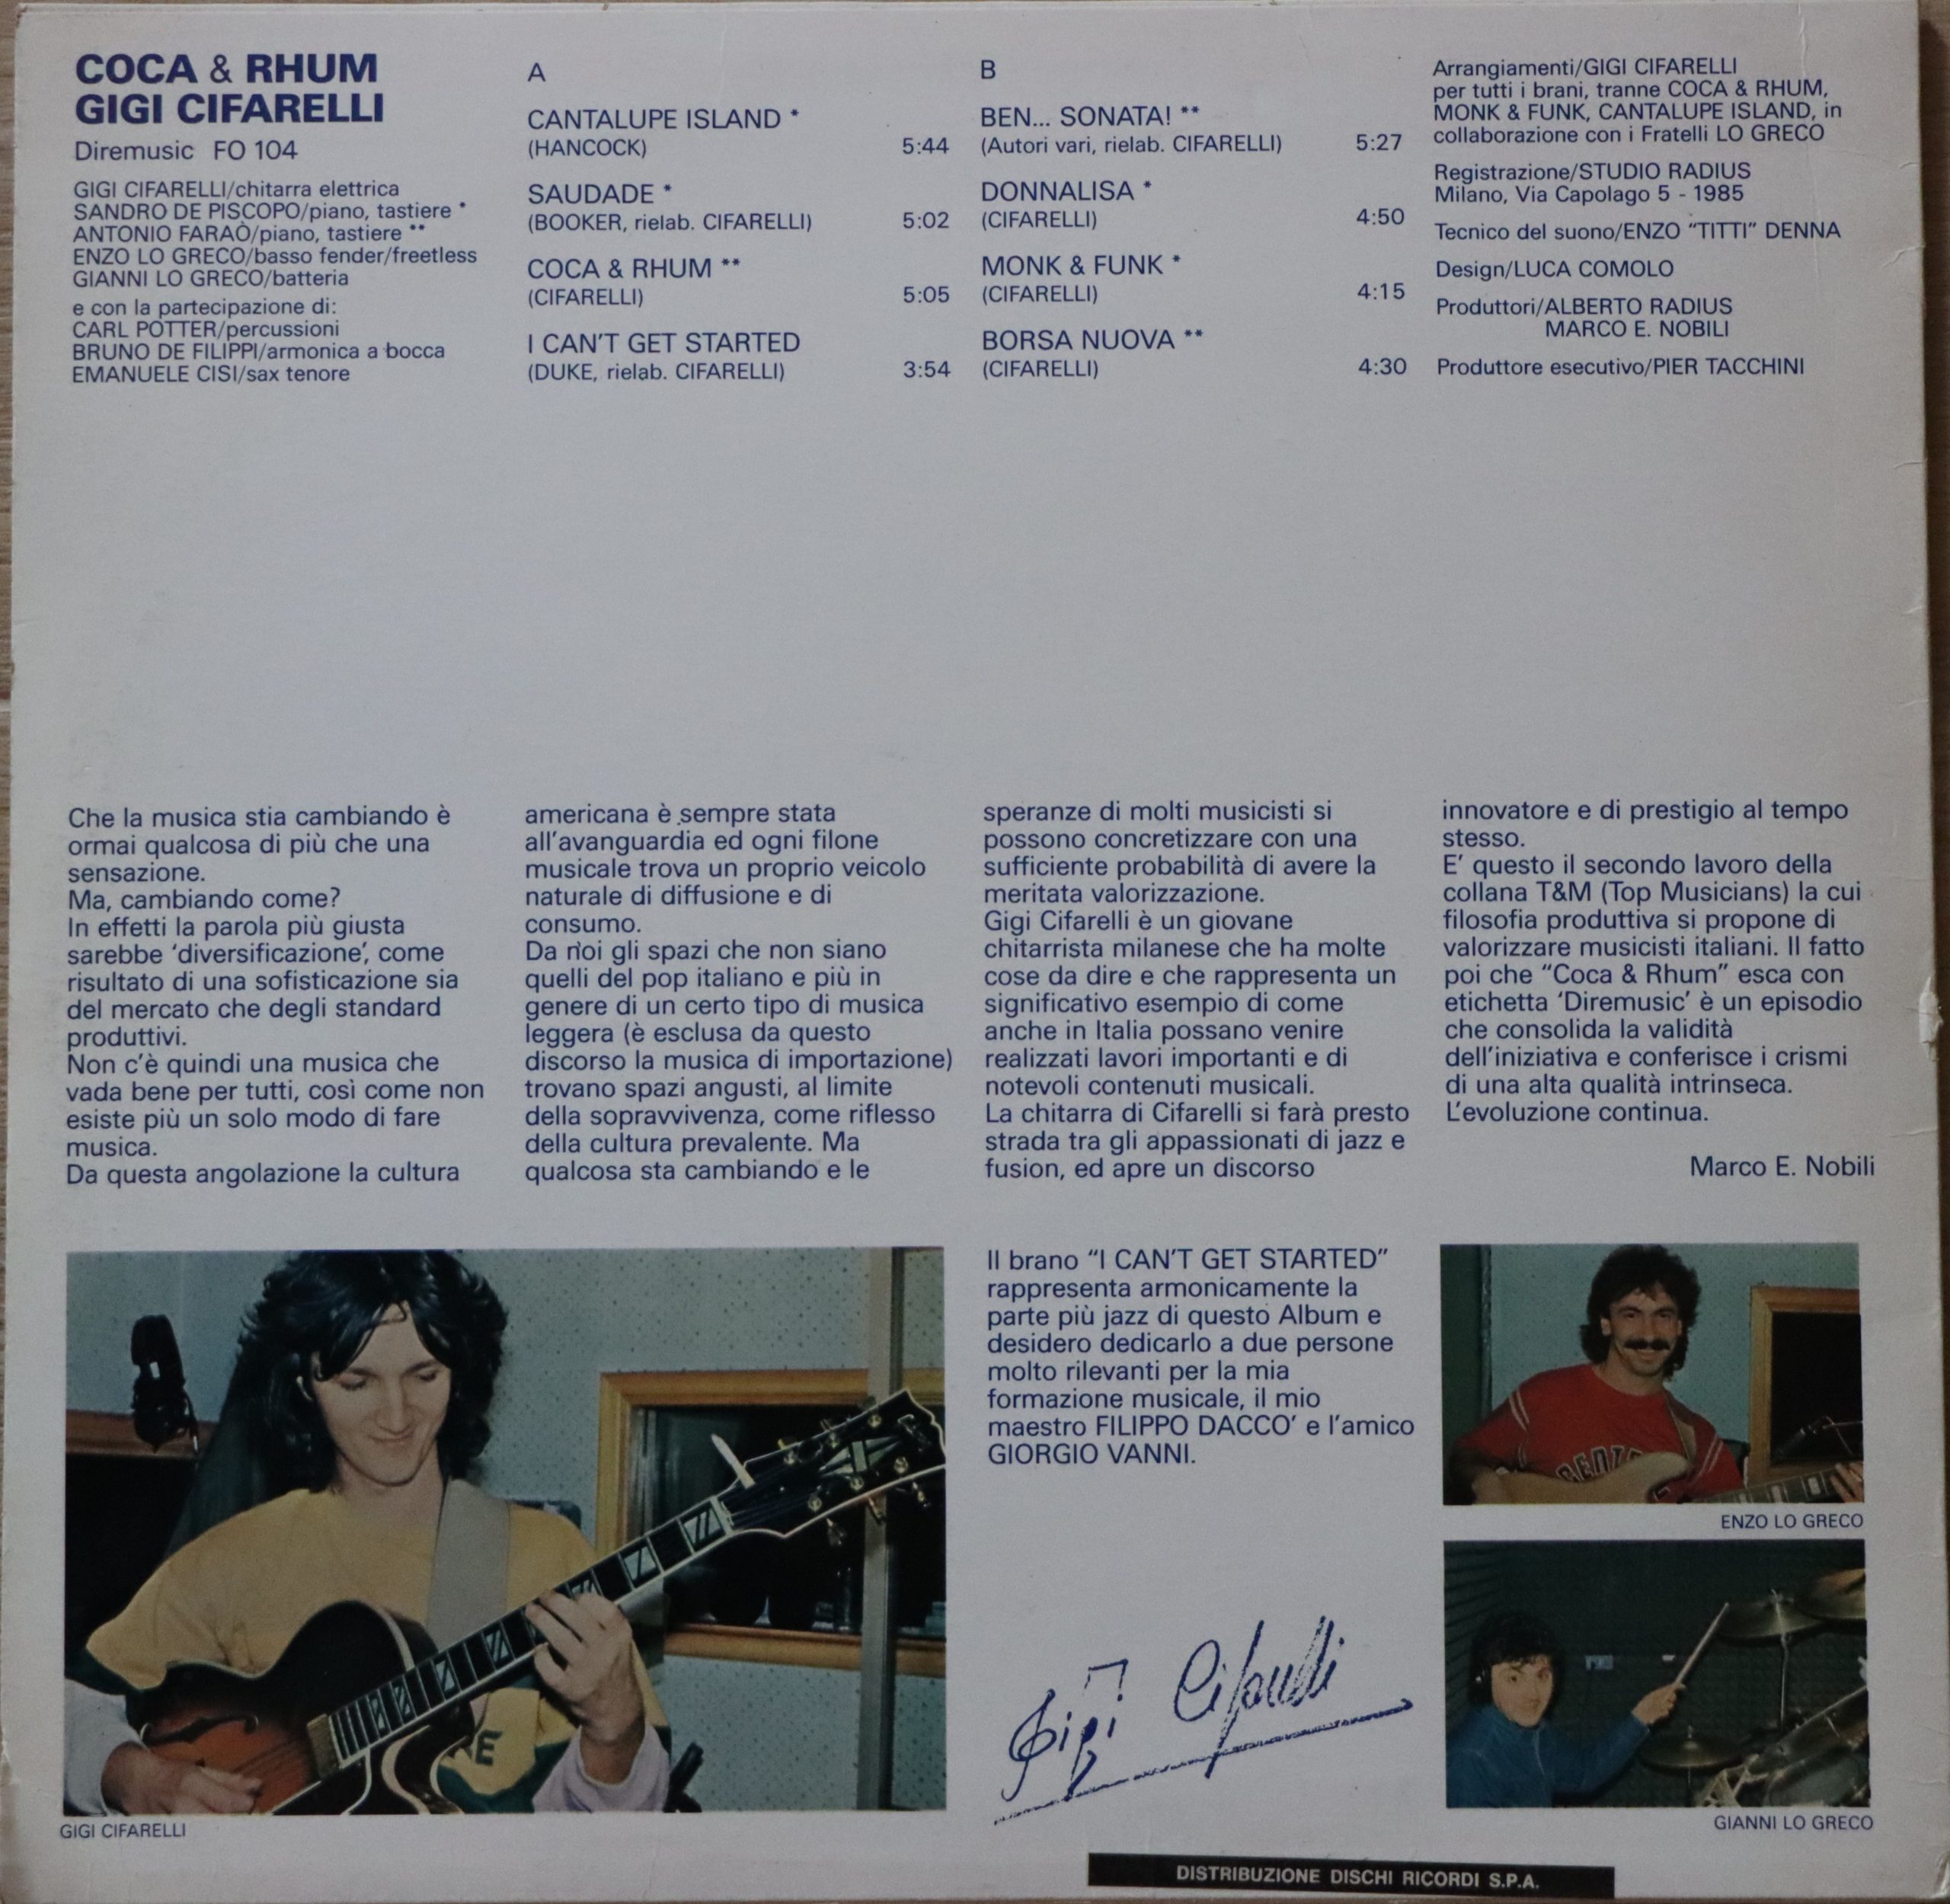 COCA & RHUM
GIGI CIFARELLI
Diremusic FO 104
GIGI CIFARELLI/chitarra elettrica
SANDRO DE PISCOPO/piano, tastiere *
ANTONIO FARAÒ/piano, tastiere **
ENZO LO GRECO/basso fender/freetless
GIANNI LO GRECO/batteria
e con la partecipazione di:
CARL POTTER/percussioni
BRUNO DE FILIPPI/armonica a bocca
EMANUELE CISI/sax tenore
A
CANTALUPE ISLAND *
(HANCOCK) 5:44
SAUDADE *
(BOOKER, rielab. CIFARELLI) 5:02
COCA & RHUM **
(CIFARELLI) 5:05
I CAN'T GET STARTED
(DUKE, rielab. CIFARELLI) 3:54
B
BEN... SONATA! **
(Autori vari, rielab. CIFARELLI) 5:27
DONNALISA *
(CIFARELLI) 4:50
MONK & FUNK *
(CIFARELLI) 4:15
BORSA NUOVA **
(CIFARELLI) 4:30
Arrangiamenti/GIGI CIFARELLI
per tutti i brani, tranne COCA & RHUM,
MONK & FUNK, CANTALUPE ISLAND, in
collaborazione con i Fratelli LO GRECO
Registrazione/STUDIO RADIUS
Milano, Via Capolago 5 - 1985
Tecnico del suono/ENZO "TITTI" DENNA
Design/LUCA COMOLO
Produttori/ALBERTO RADIUS
MARCO E. NOBILI
Produttore esecutivo/PIER TACCHINI
Che la musica stia cambiando è
ormai qualcosa di più che una
sensazione.
Ma, cambiando come?
In effetti la parola più giusta
sarebbe 'diversificazione', come
risultato di una sofisticazione sia
del mercato che degli standard
produttivi.
Non c'è quindi una musica che
vada bene per tutti, così come non
esiste più un solo modo di fare
musica.
Da questa angolazione la cultura
americana è sempre stata
all'avanguardia ed ogni filone
musicale trova un proprio veicolo
naturale di diffusione e di
consumo.
Da noi gli spazi che non siano
quelli del pop italiano e più in
genere di un certo tipo di musica
leggera (è esclusa da questo
discorso la musica di importazione)
trovano spazi angusti, al limite
della sopravvivenza, come riflesso
della cultura prevalente. Ma
qualcosa sta cambiando e le
speranze di molti musicisti si
possono concretizzare con una
sufficiente probabilità di avere la
meritata valorizzazione.
Gigi Cifarelli è un giovane
chitarrista milanese che ha molte
cose da dire e che rappresenta un
significativo esempio di come
anche in Italia possano venire
realizzati lavori importanti e di
notevoli contenuti musicali.
La chitarra di Cifarelli si farà presto
strada tra gli appassionati di jazz e
fusion, ed apre un discorso
innovatore e di prestigio al tempo
stesso.
E' questo il secondo lavoro della
collana T&M (Top Musicians) la cui
filosofia produttiva si propone di
valorizzare musicisti italiani. Il fatto
poi che "Coca & Rhum" esca con
etichetta 'Diremusic' è un episodio
che consolida la validità
dell'iniziativa e conferisce i crismi
di una alta qualità intrinseca.
L'evoluzione continua.
Marco E. Nobili
Il brano "I CAN'T GET STARTED"
rappresenta armonicamente la
parte più jazz di questo Album e
desidero dedicarlo a due persone
molto rilevanti per la mia
formazione musicale, il mio
maestro FILIPPO DACCO' e l'amico
GIORGIO VANNI.
Gigi Cifarelli
GIGI CIFARELLI
ENZO LO GRECO
GIANNI LO GRECO
DISTRIBUZIONE DISCHI RICORDI S.P.A.